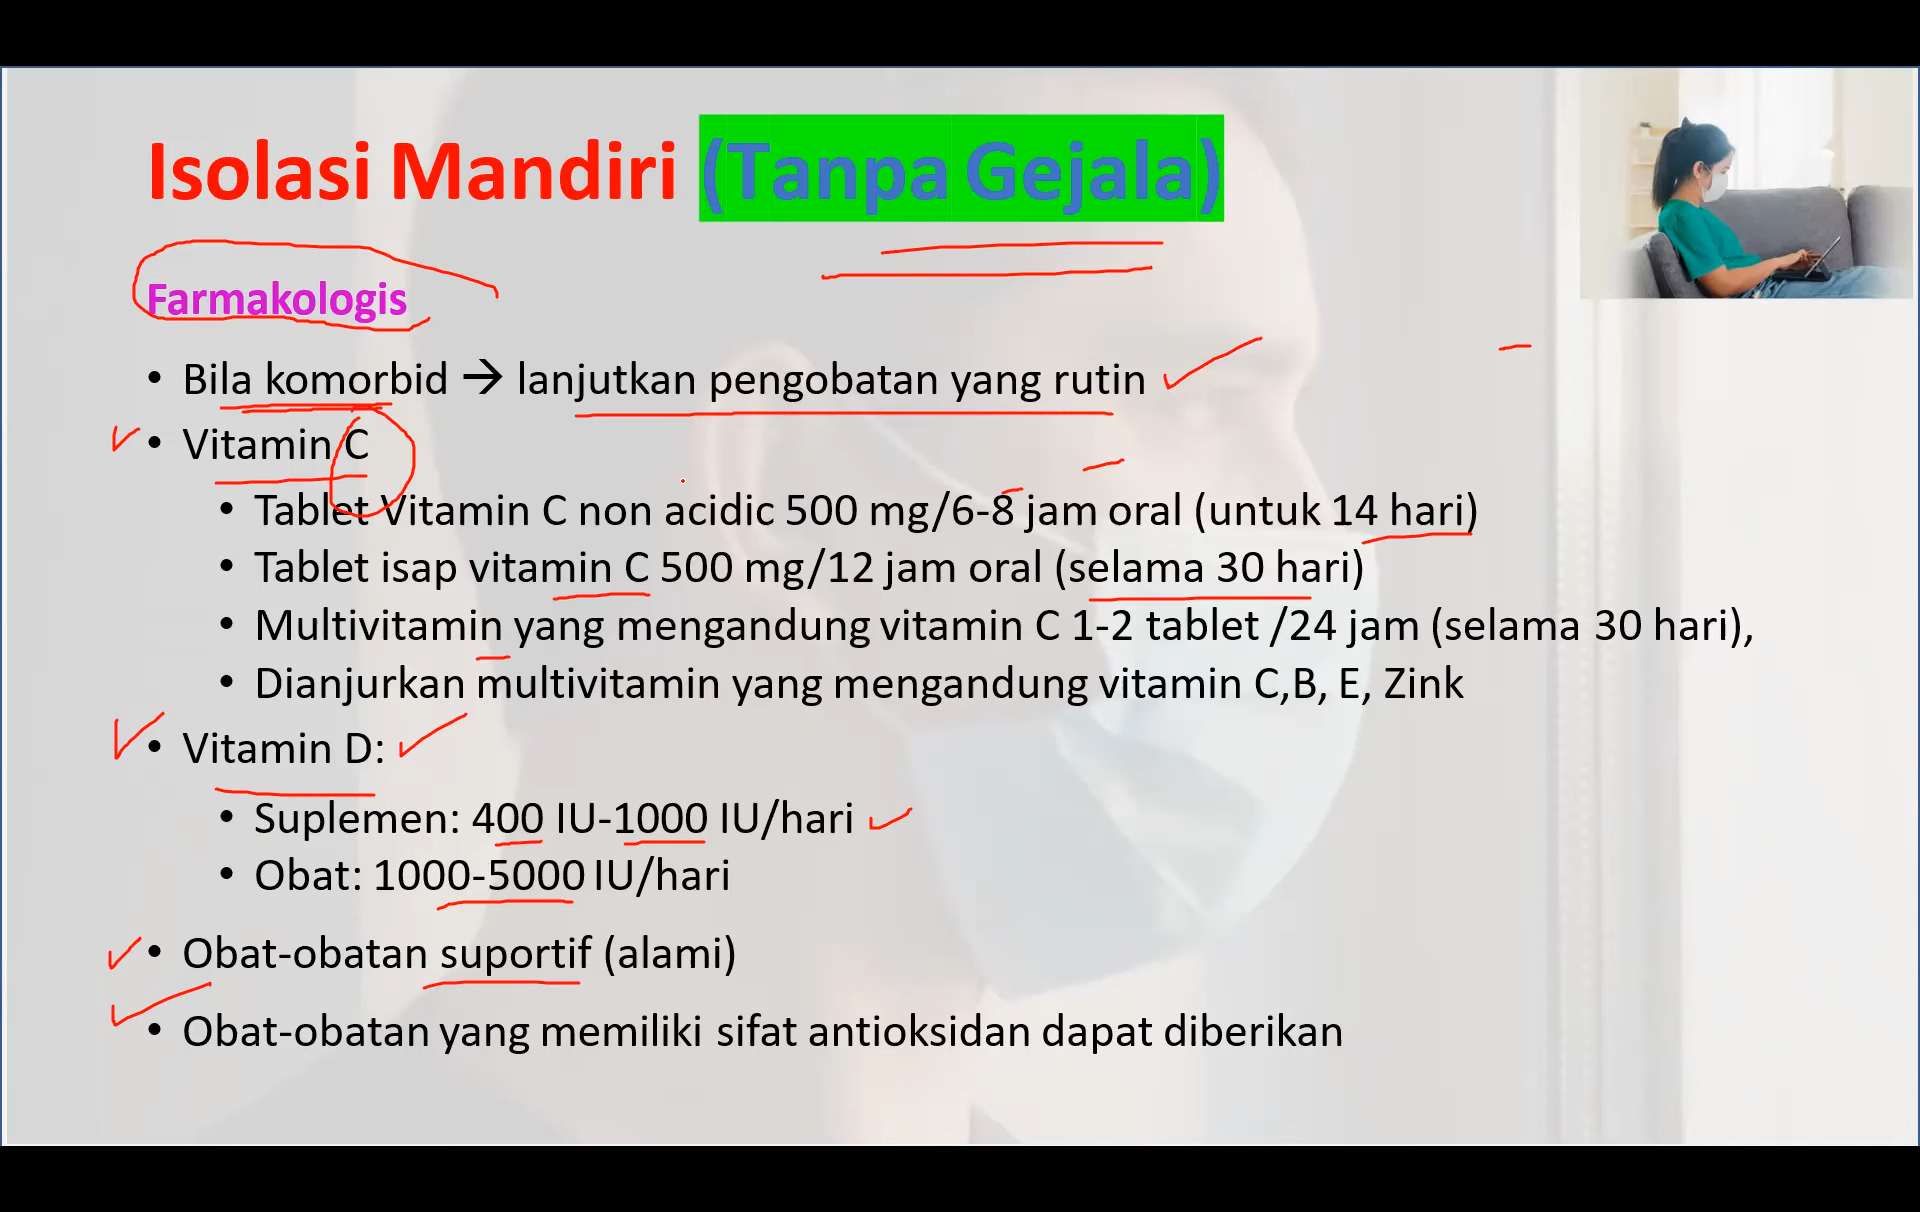 Isolasi Mandiri (Tanpa Gejala)
Farmakologis
• Bila komorbid → lanjutkan pengobatan yang rutin
• Vitamin C
• Tablet Vitamin C non acidic 500 mg/6-8 jam oral (untuk 14 hari)
• Tablet isap vitamin C 500 mg/12 jam oral (selama 30 hari)
• Multivitamin yang mengandung vitamin C 1-2 tablet /24 jam (selama 30 hari),
• Dianjurkan multivitamin yang mengandung vitamin C,B, E, Zink
• Vitamin D:
• Suplemen: 400 IU-1000 IU/hari
• Obat: 1000-5000 IU/hari
• Obat-obatan suportif (alami)
• Obat-obatan yang memiliki sifat antioksidan dapat diberikan